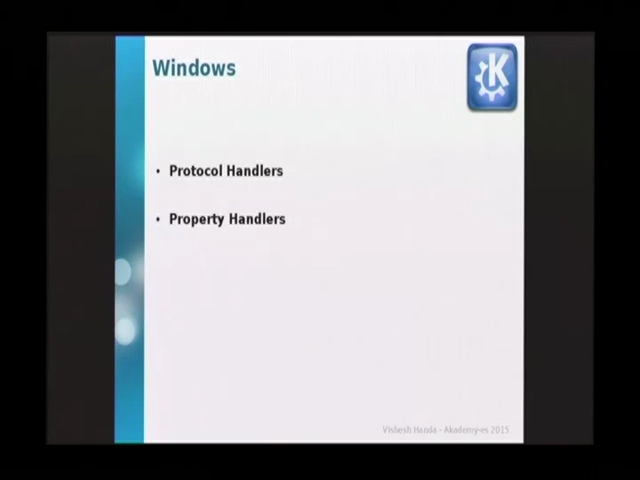 Windows
• Protocol Handlers
• Property Handlers
Vishesh Handa - Akademy-es 2015